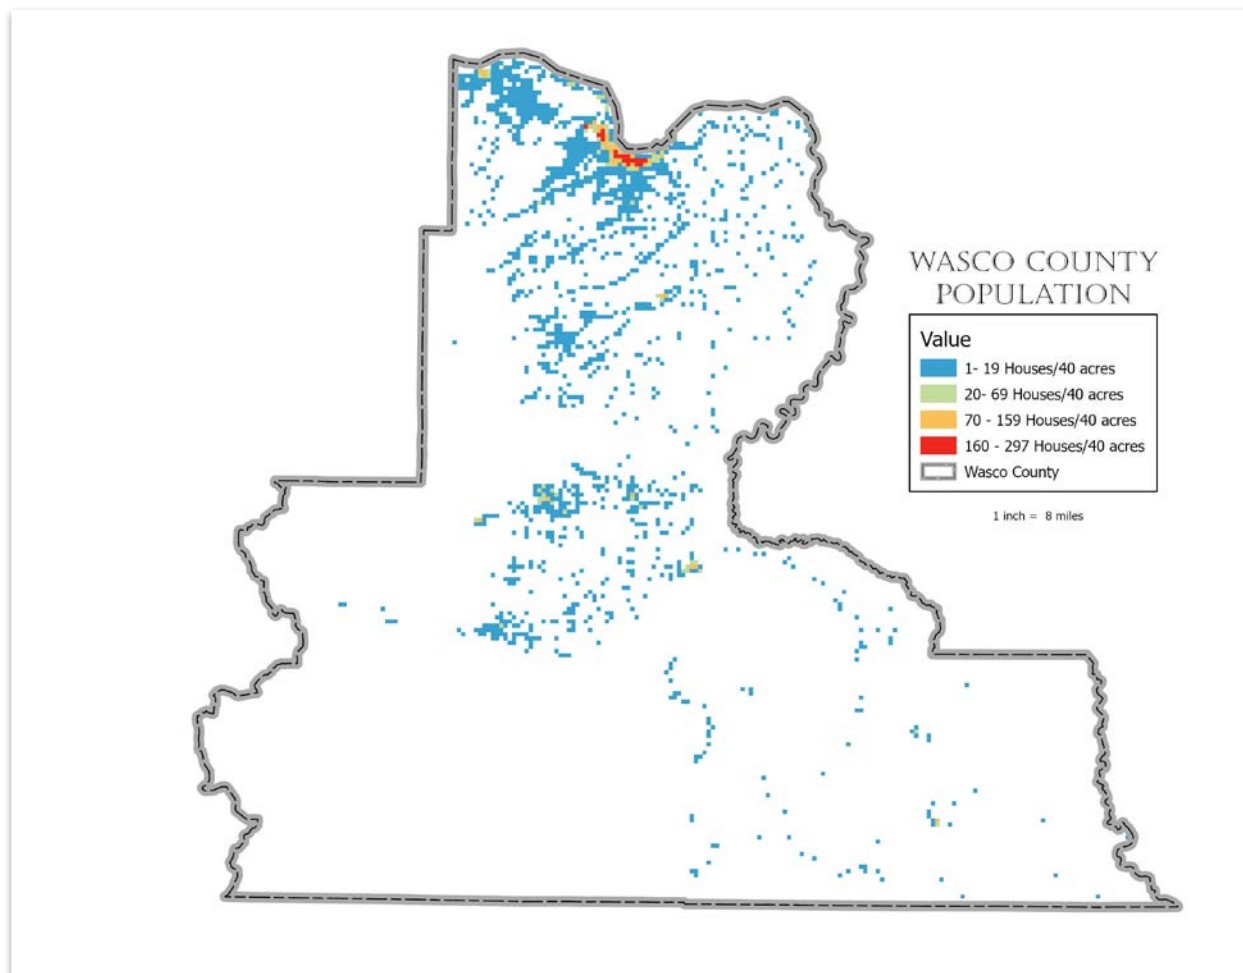 WASCO COUNTY
POPULATION
Value
1- 19 Houses/40 acres
20- 69 Houses/40 acres
70 - 159 Houses/40 acres
160 - 297 Houses/40 acres
Wasco County
1 inch = 8 miles